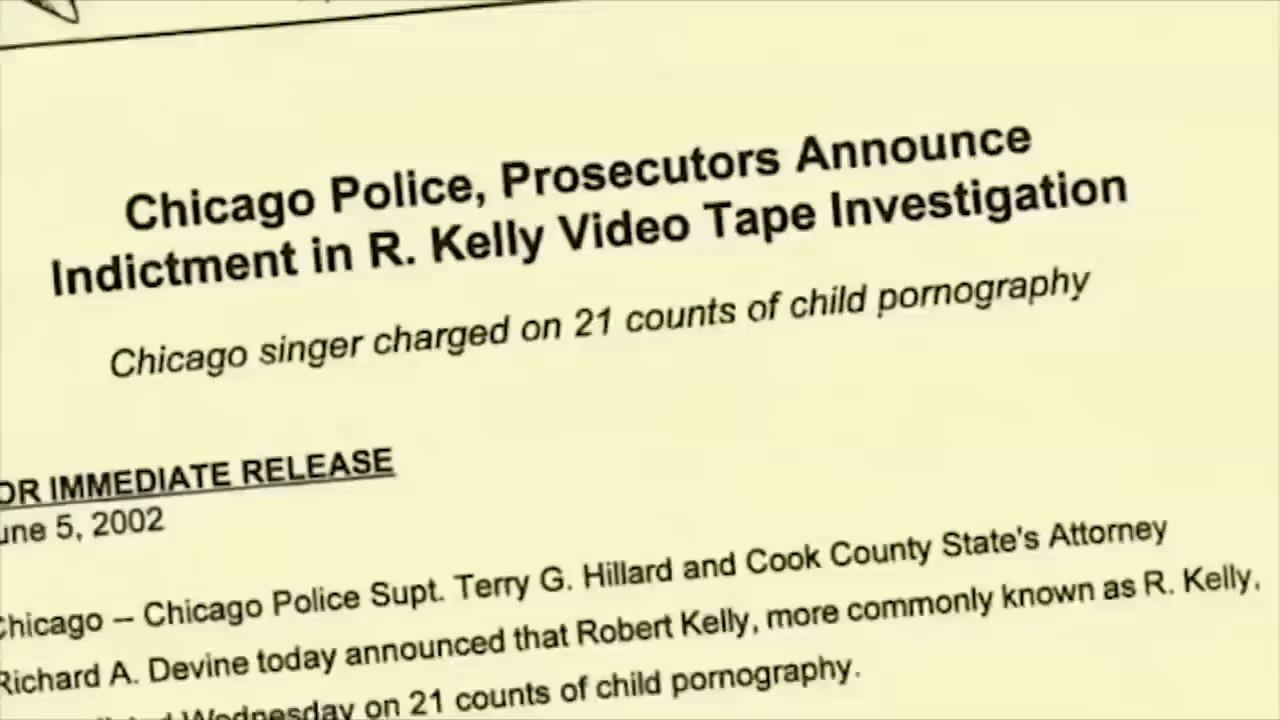 Chicago Police, Prosecutors Announce
Indictment in R. Kelly Video Tape Investigation
Chicago singer charged on 21 counts of child pornography
OR IMMEDIATE RELEASE
une 5, 2002
Chicago – Chicago Police Supt. Terry G. Hillard and Cook County State's Attorney
Richard A. Devine today announced that Robert Kelly, more commonly known as R. Kelly,
Wednesday on 21 counts of child pornography.